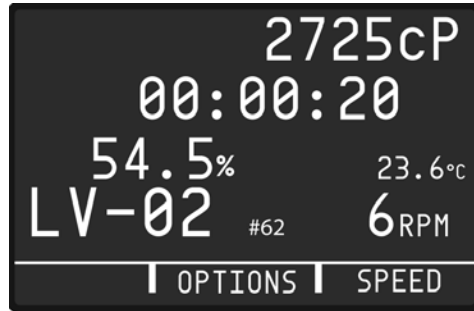 2725cP
00:00:20
54.5% 23.6°C
LV-02 #62 6RPM
OPTIONS SPEED